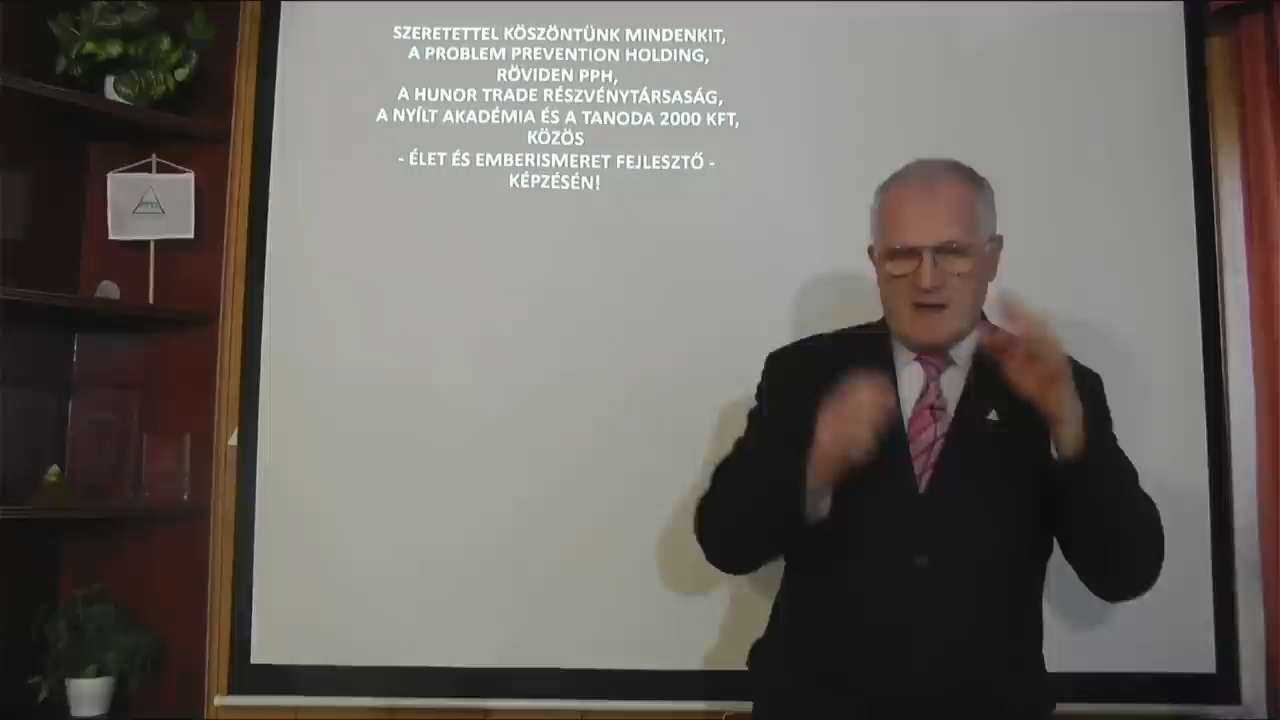 SZERETETTEL KÖSZÖNTÜNK MINDENKIT,
A PROBLEM PREVENTION HOLDING,
RÖVIDEN PPH,
A HUNOR TRADE RÉSZVÉNYTÁRSASÁG,
A NYÍLT AKADÉMIA ÉS A TANODA 2000 KFT,
KÖZÖS
- ÉLET ÉS EMBERISMERET FEJLESZTŐ -
KÉPZÉSÉN!